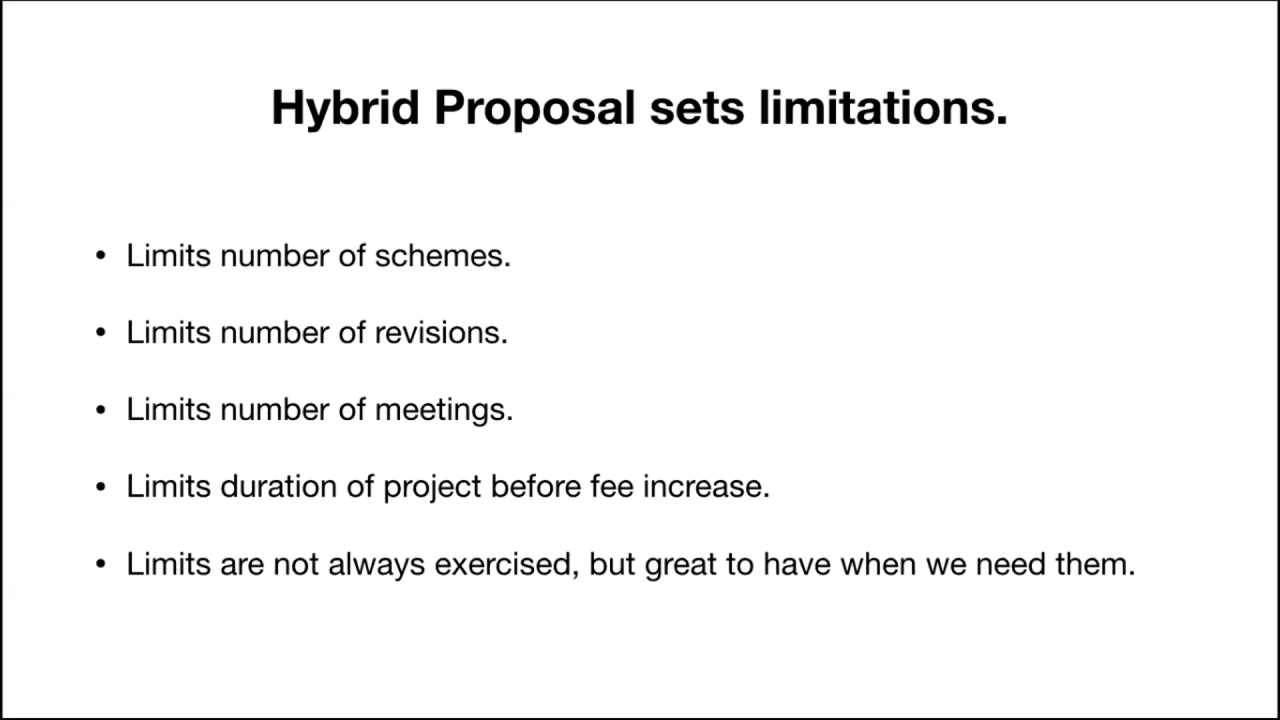 Hybrid Proposal sets limitations.
• Limits number of schemes.
• Limits number of revisions.
• Limits number of meetings.
• Limits duration of project before fee increase.
• Limits are not always exercised, but great to have when we need them.